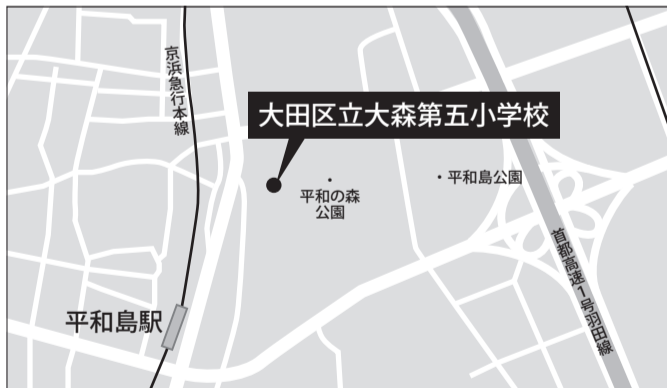 京浜急行本線
大田区立大森第五小学校
平和の森
公園
平和島公園
首都高速1号羽田線
平和島駅